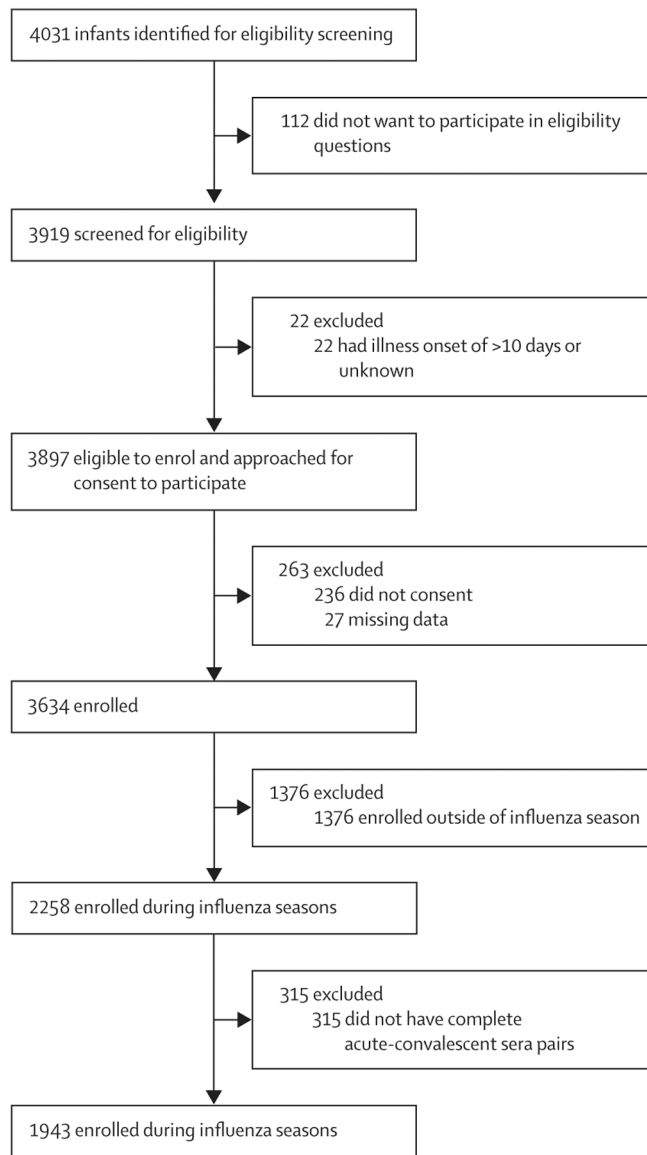 4031 infants identified for eligibility screening
112 did not want to participate in eligibility
questions
3919 screened for eligibility
22 excluded
22 had illness onset of >10 days or
unknown
3897 eligible to enrol and approached for
consent to participate
263 excluded
236 did not consent
27 missing data
3634 enrolled
1376 excluded
1376 enrolled outside of influenza season
2258 enrolled during influenza seasons
315 excluded
315 did not have complete
acute-convalescent sera pairs
1943 enrolled during influenza seasons